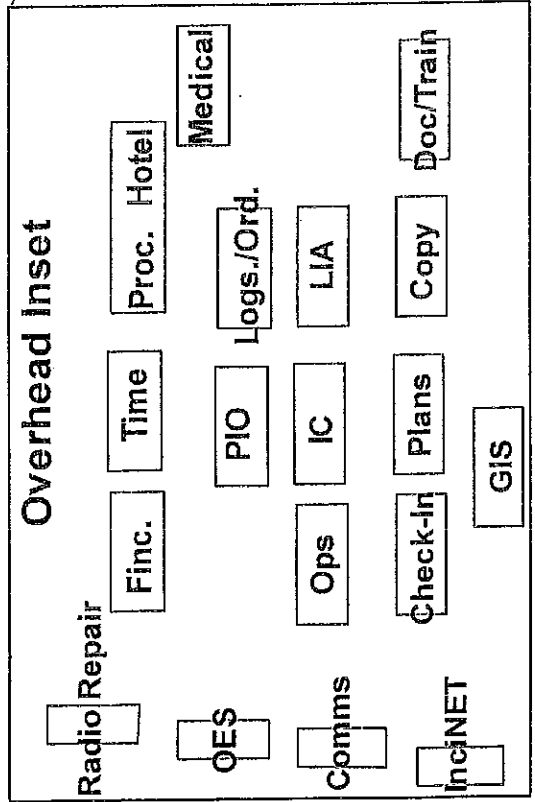 Overhead Inset
Radio Repair
Finc.
Time
Proc. Hotel
Medical
OES
PIO
Logs./Ord.
Comms
Ops
IC
LIA
InciNET
Check-In
Plans
Copy
Doc/Train
GIS